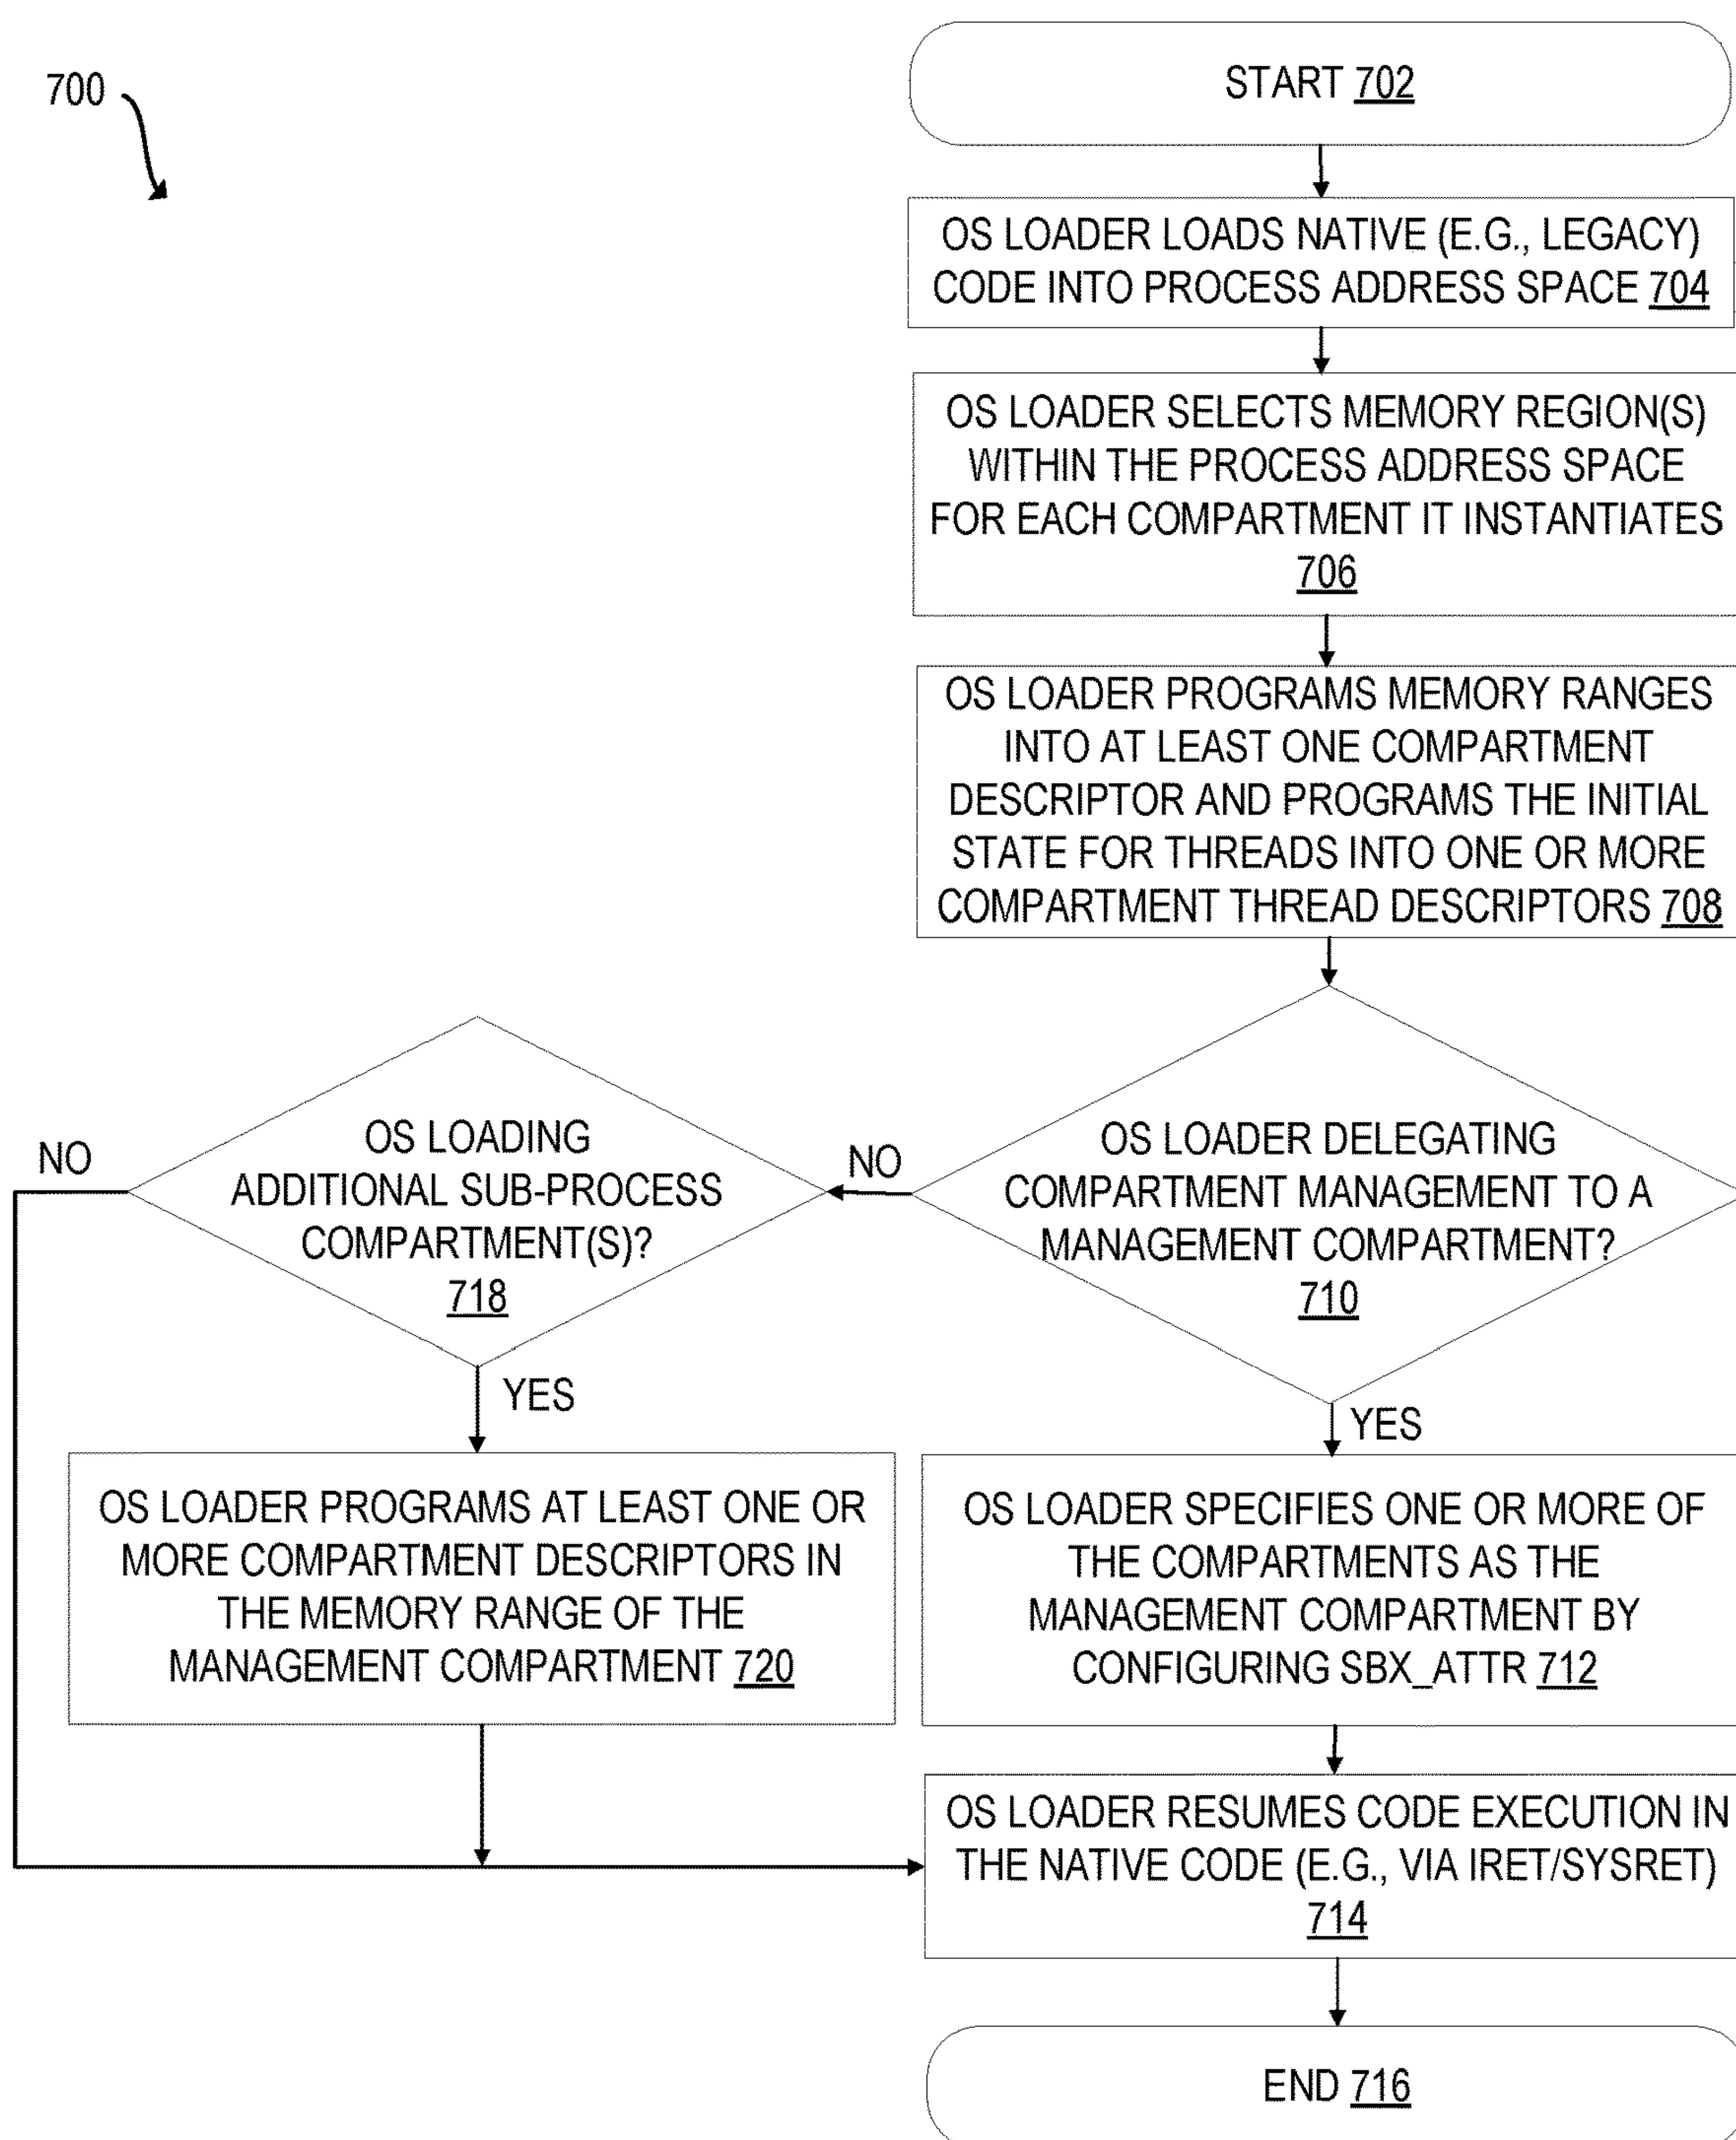 700
START 702
OS LOADER LOADS NATIVE (E.G., LEGACY)
CODE INTO PROCESS ADDRESS SPACE 704
OS LOADER SELECTS MEMORY REGION(S)
WITHIN THE PROCESS ADDRESS SPACE
FOR EACH COMPARTMENT IT INSTANTIATES
706
OS LOADER PROGRAMS MEMORY RANGES
INTO AT LEAST ONE COMPARTMENT
DESCRIPTOR AND PROGRAMS THE INITIAL
STATE FOR THREADS INTO ONE OR MORE
COMPARTMENT THREAD DESCRIPTORS 708
OS LOADER DELEGATING
COMPARTMENT MANAGEMENT TO A
MANAGEMENT COMPARTMENT?
710
NO
OS LOADING
ADDITIONAL SUB-PROCESS
COMPARTMENT(S)?
718
NO
YES
OS LOADER PROGRAMS AT LEAST ONE OR
MORE COMPARTMENT DESCRIPTORS IN
THE MEMORY RANGE OF THE
MANAGEMENT COMPARTMENT 720
YES
OS LOADER SPECIFIES ONE OR MORE OF
THE COMPARTMENTS AS THE
MANAGEMENT COMPARTMENT BY
CONFIGURING SBX_ATTR 712
OS LOADER RESUMES CODE EXECUTION IN
THE NATIVE CODE (E.G., VIA IRET/SYSRET)
714
END 716